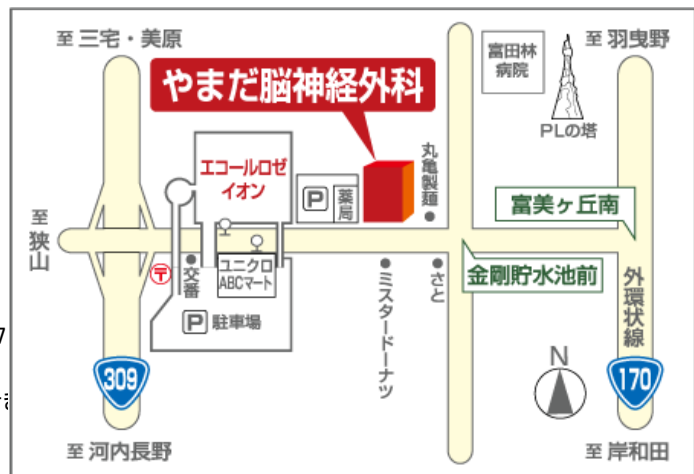 至 三宅・美原
至 羽曳野
富田林
病院
PLの塔
やまだ脳神経外科
エコールロゼ
イオン
P
薬局
丸亀製麺
至
狭山
富美ヶ丘南
金剛貯水池前
〒
交番
ユニクロ
ABCマート
P 駐車場
ミスタードーナツ
さと
外環状線
N
309
170
至 河内長野
至 岸和田